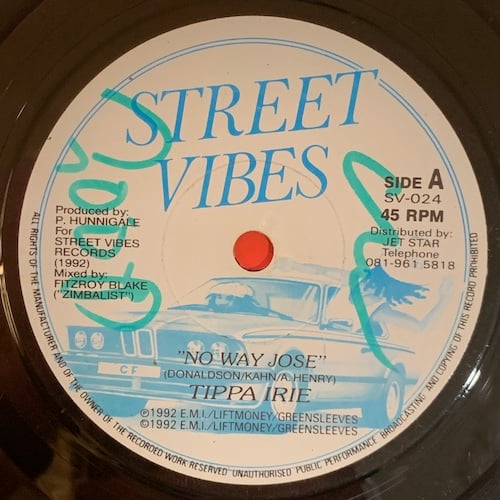 STREET
VIBES
SIDE A
SV-024
45 RPM
Distributed by:
JET STAR
Telephone
081-961 5818
Produced by:
P. HUNNIGALE
For
STREET VIBES
RECORDS
(1992)
Mixed by:
FITZROY BLAKE
("ZIMBALIST")
CF
"NO WAY JOSE"
(DONALDSON/KAHN/A.HENRY)
TIPPA IRIE
©1992 E.M.I./LIFTMONEY/GREENSLEEVES
©1992 E.M.I./LIFTMONEY/GREENSLEEVES
ALL RIGHTS OF THE MANUFACTURER AND OF THE OWNER OF THE RECORDED WORK RESERVED UNAUTHORISED PUBLIC PERFORMANCE BROADCASTING AND COPYING OF THIS RECORD PROHIBITED